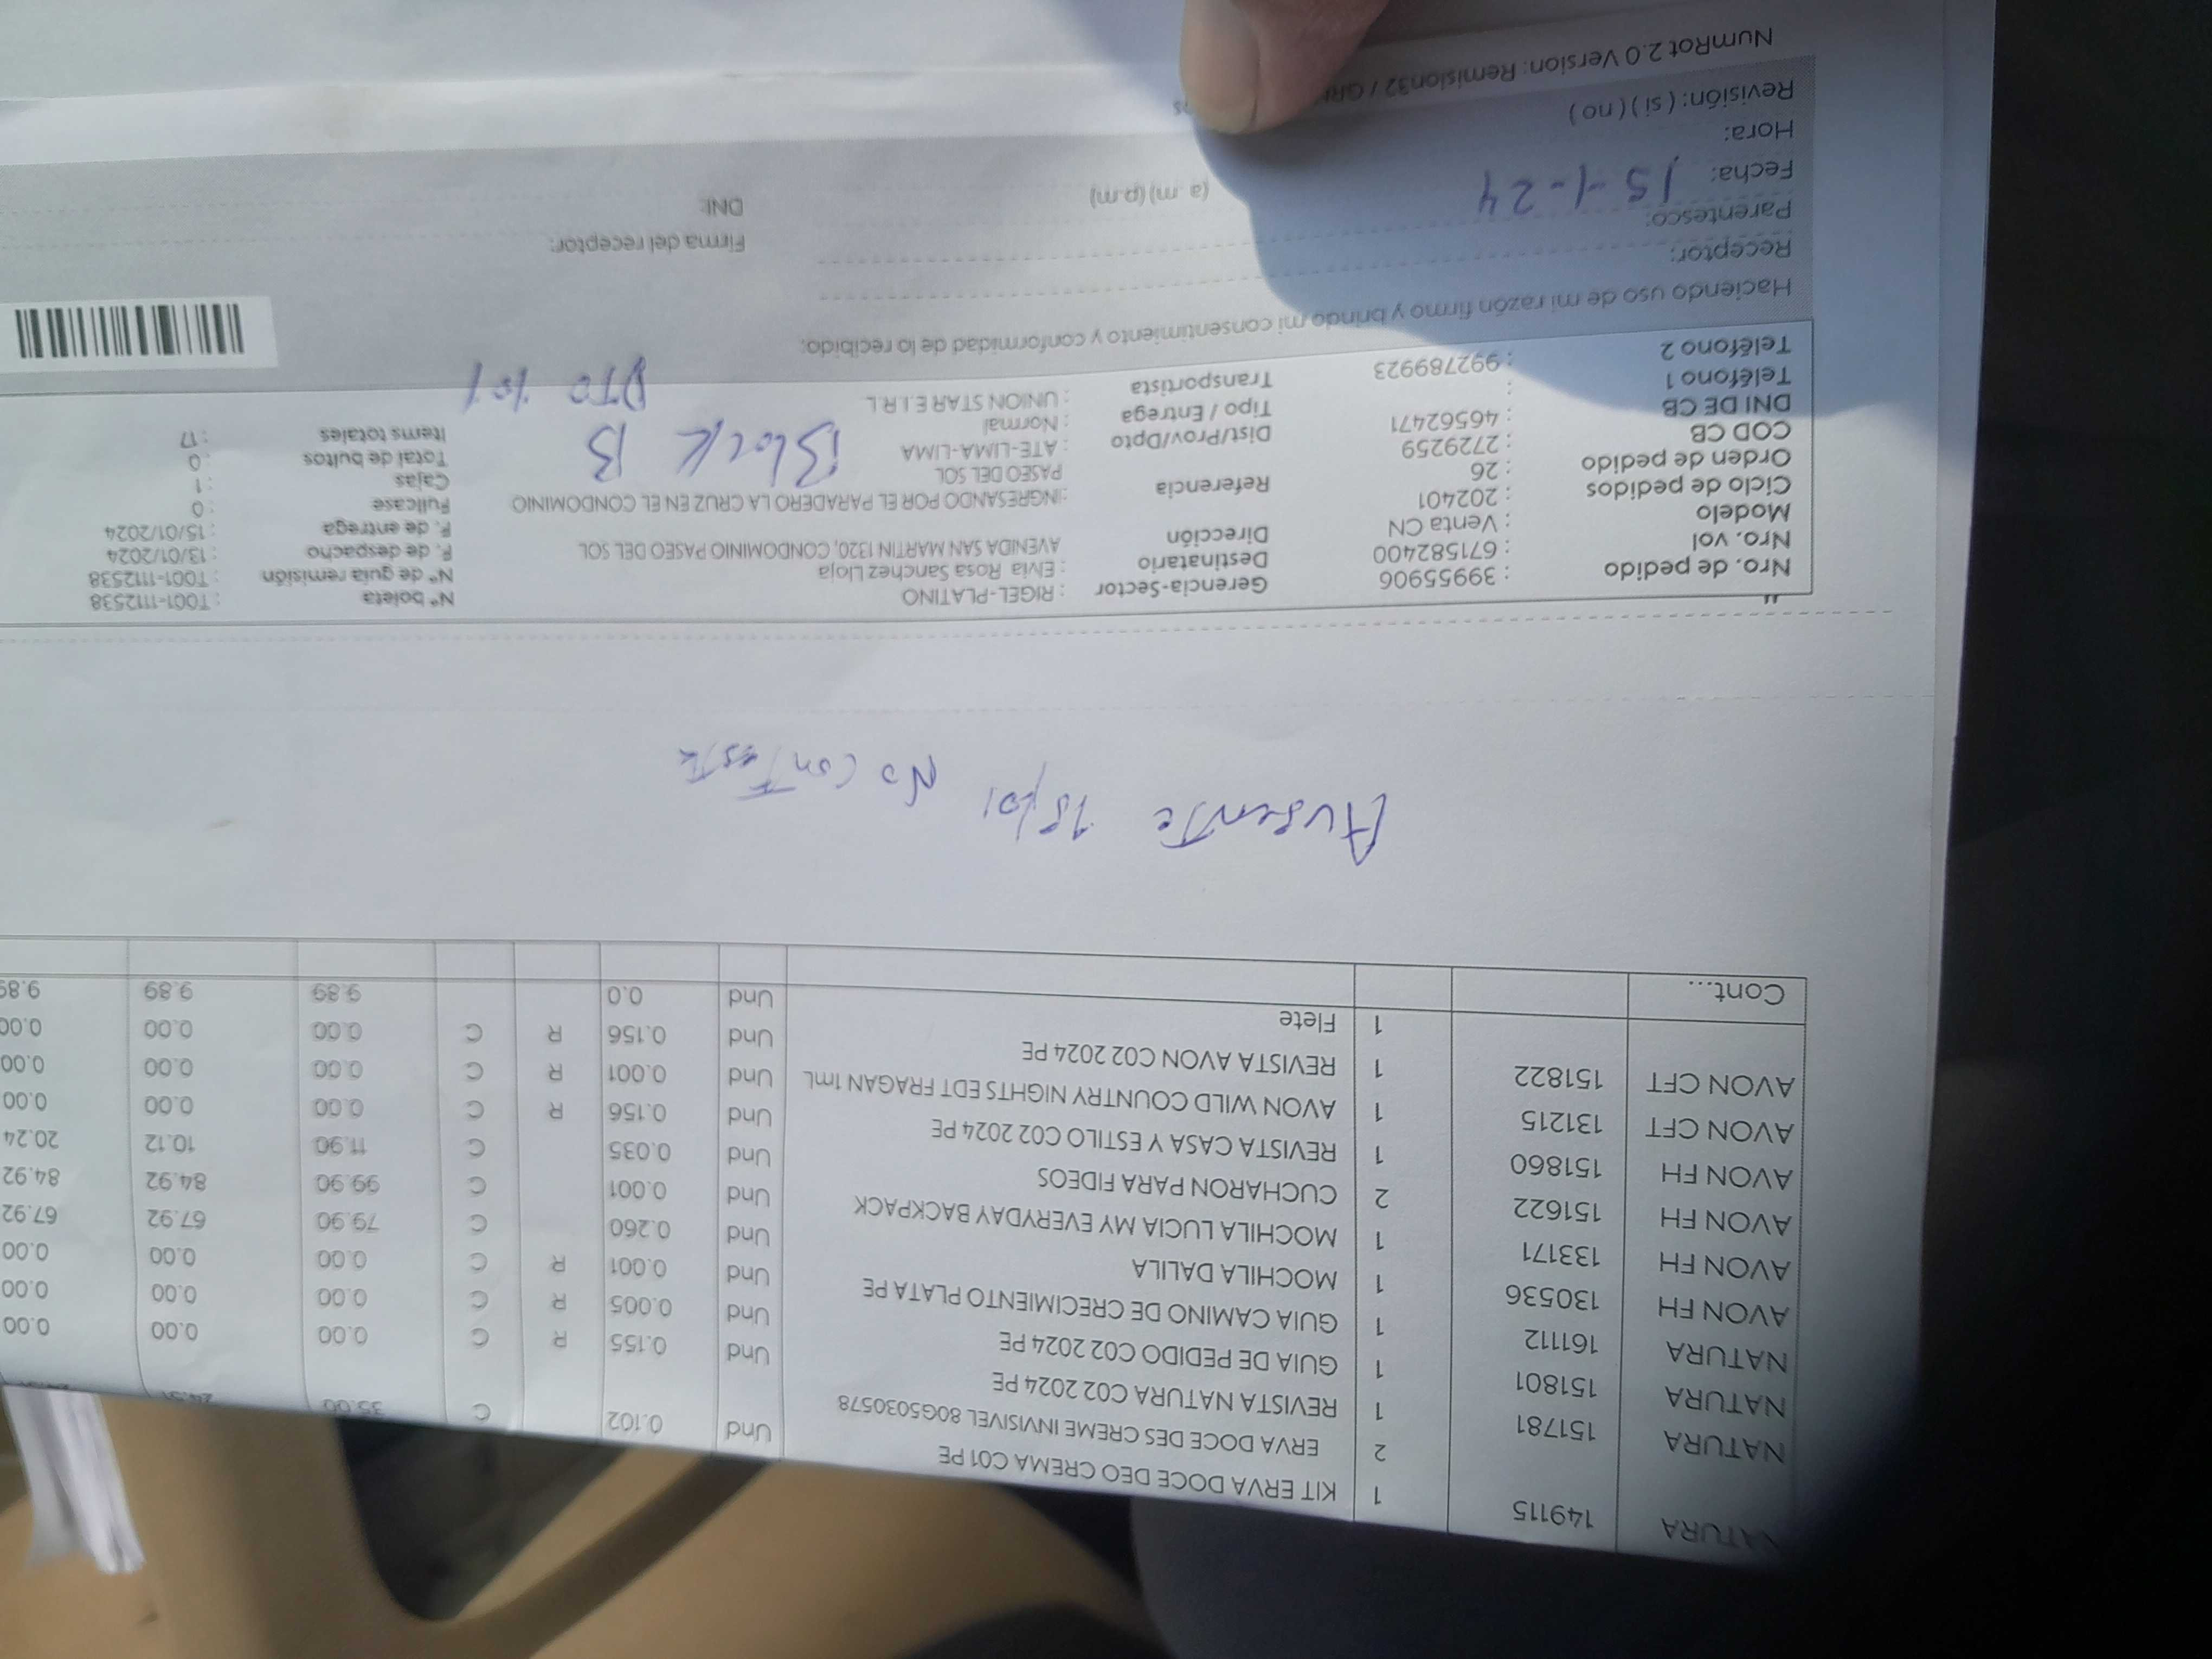 NATURA 149115 1 KIT ERVA DOCE DEO CREMA C01 PE
2 ERVA DOCE DES CREME INVISIVEL 80G5030578 Und 0.102 C 35.00
NATURA 151781 1 REVISTA NATURA C02 2024 PE Und 0.155 R C 0.00 0.00 0.00
NATURA 151801 1 GUIA DE PEDIDO C02 2024 PE Und 0.005 R C 0.00 0.00 0.00
NATURA 161112 1 GUIA CAMINO DE CRECIMIENTO PLATA PE Und 0.001 R C 0.00 0.00 0.00
AVON FH 130536 1 MOCHILA DALILA Und 0.260 C 79.90 67.92 67.92
AVON FH 133171 1 MOCHILA LUCIA MY EVERYDAY BACKPACK Und 0.001 C 99.90 84.92 84.92
AVON FH 151622 2 CUCHARON PARA FIDEOS Und 0.035 C 11.90 10.12 20.24
AVON FH 151860 1 REVISTA CASA Y ESTILO C02 2024 PE Und 0.156 R C 0.00 0.00 0.00
AVON CFT 131215 1 AVON WILD COUNTRY NIGHTS EDT FRAGAN 1mL Und 0.001 R C 0.00 0.00 0.00
AVON CFT 151822 1 REVISTA AVON C02 2024 PE Und 0.156 R C 0.00 0.00 0.00
1 Flete Und 0.0 9.89 9.89 9.89
Cont...
Ausente 15/01 No contesta
Nro. de pedido : 39955906 Gerencia-Sector : RIGEL-PLATINO N° boleta : T001-1112538
Nro. vol : 671582400 Destinatario : Elvia Rosa Sanchez Lloja N° de guia remisión : T001-1112538
Modelo : Venta CN Dirección AVENIDA SAN MARTIN 1320, CONDOMINIO PASEO DEL SOL F. de despacho : 13/01/2024
Ciclo de pedidos : 202401 F. de entrega : 15/01/2024
Orden de pedido : 26 Referencia :INGRESANDO POR EL PARADERO LA CRUZ EN EL CONDOMINIO Fullcase : 0
PASEO DEL SOL Cajas : 1
COD CB : 2729259 Dist/Prov/Dpto : ATE-LIMA-LIMA Block B Total de bultos : 0
DNI DE CB : 46562471 Tipo / Entrega : Normal Items totales : 17
Teléfono 1 : Transportista : UNION STAR E.I.R.L DTO 101
Teléfono 2 : 992789923
Haciendo uso de mi razón firmo y brindo mi consentimiento y conformidad de lo recibido:
Receptor:
Parentesco: Firma del receptor:
Fecha: 15-1-24 DNI:
Hora: (a m) (p.m)
Revisión: ( si ) ( no )
NumRot 2.0 Version: Remision32 /